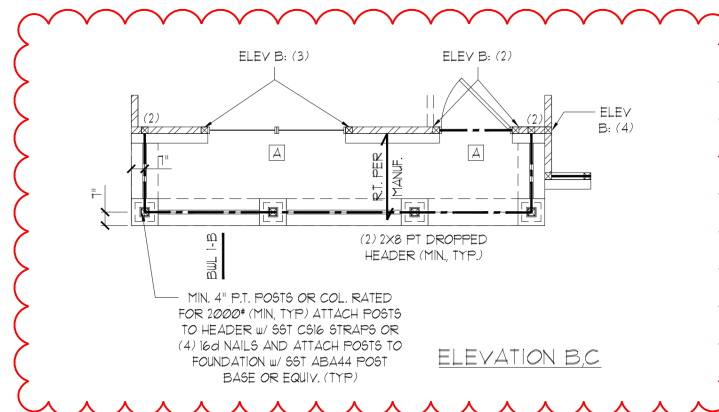 ELEV B: (3)
ELEV B: (2)
(2)
(2)
ELEV
B: (4)
A
A
7"
7"
R.T. PER
MANUF.
BWL 1-B
(2) 2X8 PT DROPPED
HEADER (MIN., TYP.)
MIN. 4" P.T. POSTS OR COL. RATED
FOR 2000# (MIN, TYP) ATTACH POSTS
TO HEADER W/ SST CS16 STRAPS OR
(4) 16d NAILS AND ATTACH POSTS TO
FOUNDATION W/ SST ABA44 POST
BASE OR EQUIV. (TYP)
ELEVATION B,C